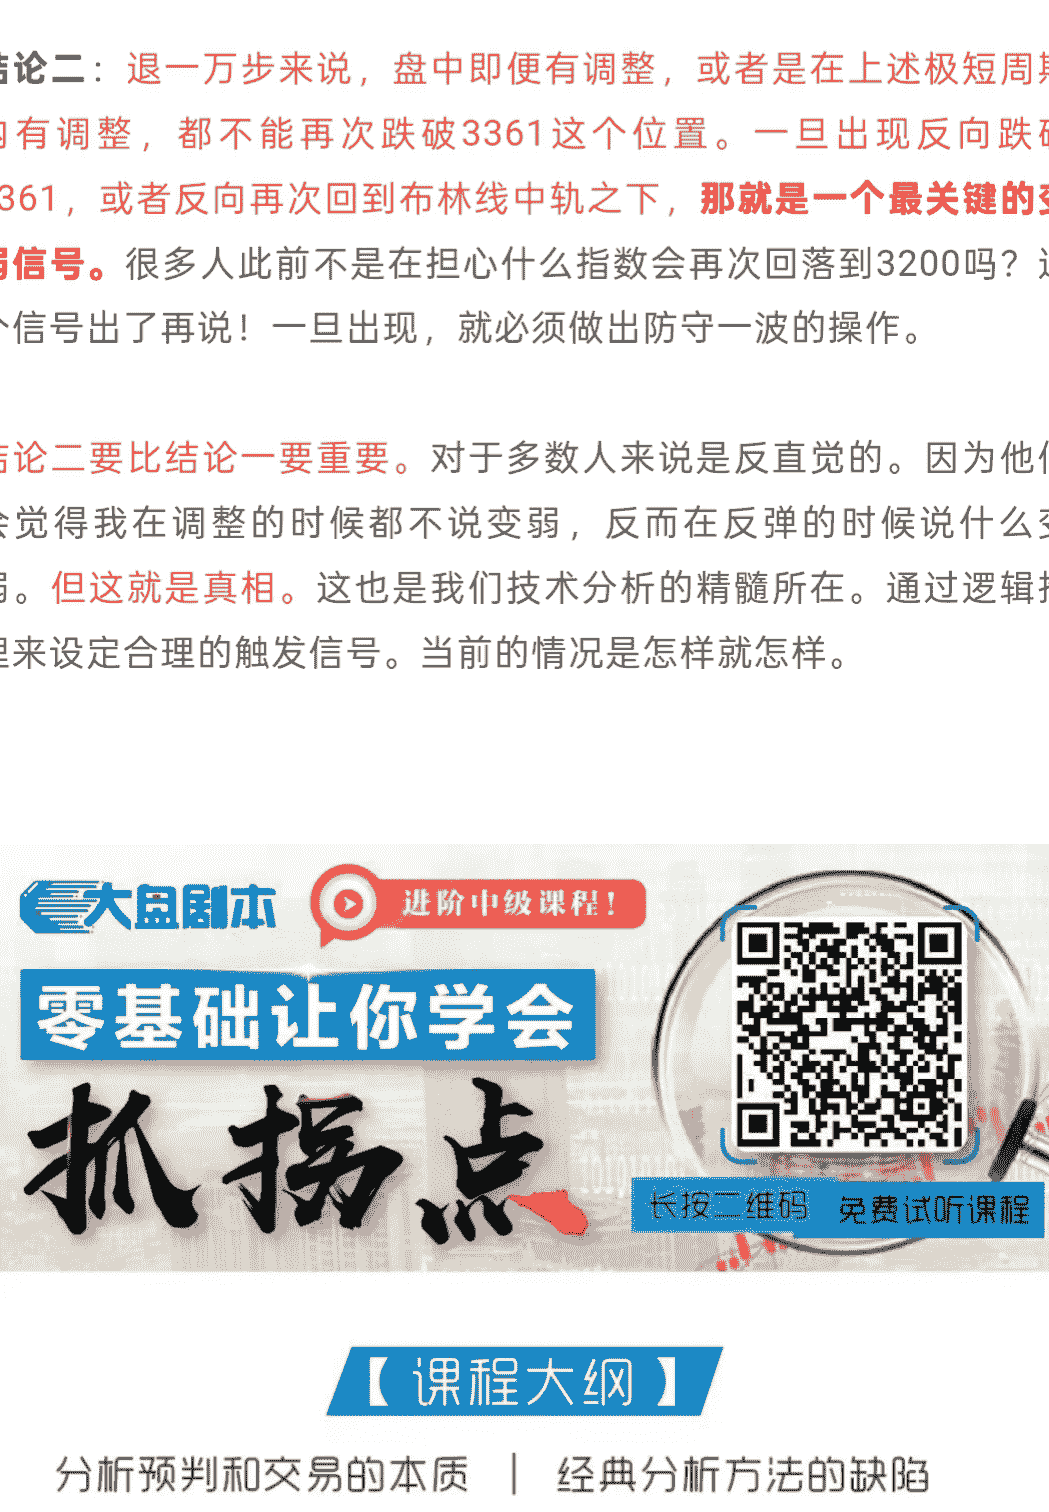 结论二：退一万步来说，盘中即便有调整，或者是在上述极短周期
内有调整，都不能再次跌破3361这个位置。一旦出现反向跌破
3361，或者反向再次回到布林线中轨之下，那就是一个最关键的变
弱信号。很多人此前不是在担心什么指数会再次回落到3200吗？这
个信号出了再说！一旦出现，就必须做出防守一波的操作。
结论二要比结论一要重要。对于多数人来说是反直觉的。因为他们
会觉得我在调整的时候都不说变弱，反而在反弹的时候说什么变
弱。但这就是真相。这也是我们技术分析的精髓所在。通过逻辑推
理来设定合理的触发信号。当前的情况是怎样就怎样。
大盘剧本
进阶中级课程！
零基础让你学会
抓拐点
长按二维码 免费试听课程
【课程大纲】
分析预判和交易的本质 | 经典分析方法的缺陷